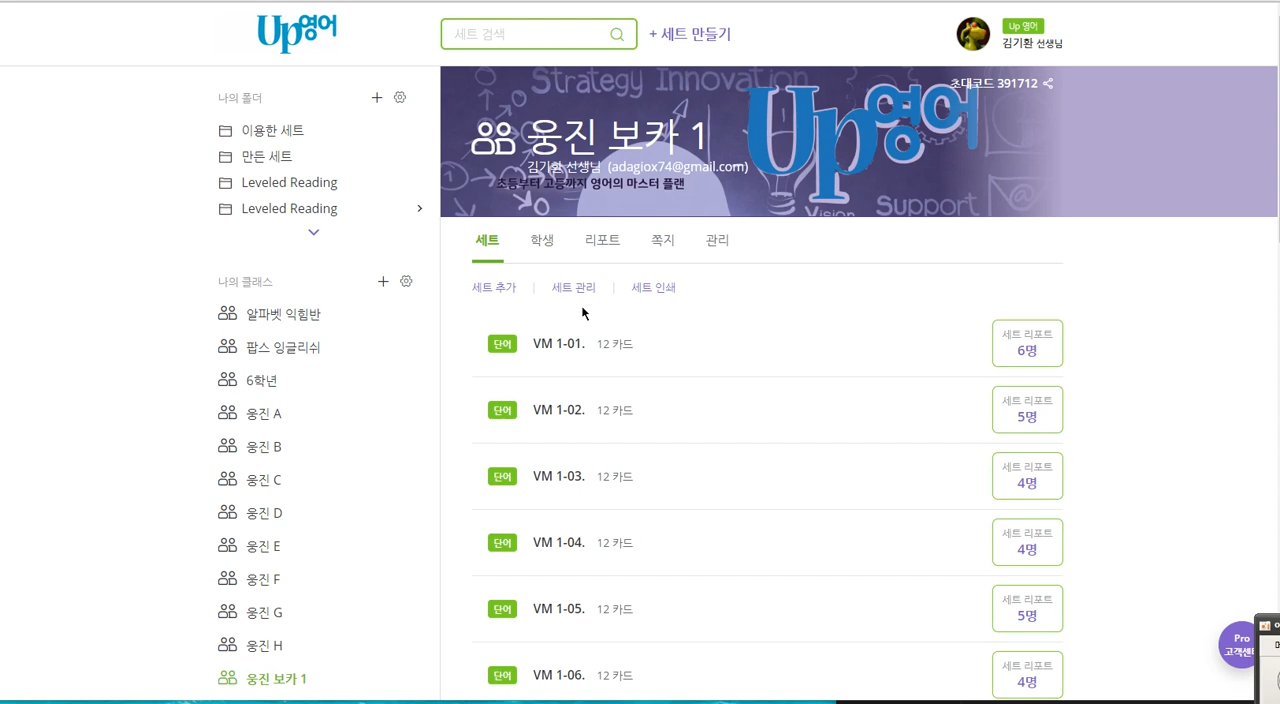 Up영어
세트 검색
+ 세트 만들기
Up 영어
김기환 선생님
나의 폴더
이용한 세트
만든 세트
Leveled Reading
Leveled Reading
나의 클래스
알파벳 익힘반
팝스 잉글리쉬
6학년
웅진 A
웅진 B
웅진 C
웅진 D
웅진 E
웅진 F
웅진 G
웅진 H
웅진 보카 1
Strategy Innovation
초대코드 391712
Up영어
웅진 보카 1
김기환 선생님 (adagiox74@gmail.com)
초등부터 고등까지 영어의 마스터 플랜
Vision
Support
세트 학생 리포트 쪽지 관리
세트 추가 | 세트 관리 | 세트 인쇄
단어 VM 1-01. 12 카드
세트 리포트
6명
단어 VM 1-02. 12 카드
세트 리포트
5명
단어 VM 1-03. 12 카드
세트 리포트
4명
단어 VM 1-04. 12 카드
세트 리포트
4명
단어 VM 1-05. 12 카드
세트 리포트
5명
단어 VM 1-06. 12 카드
세트 리포트
4명
Pro